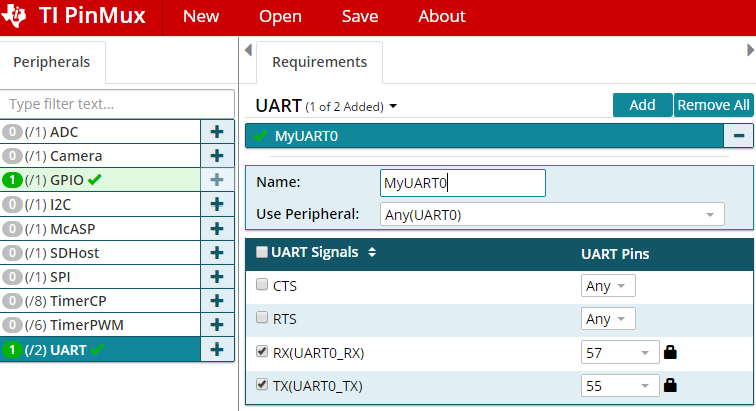 TI PinMux New Open Save About
Peripherals
Type filter text...
0 (/1) ADC +
0 (/1) Camera +
1 (/1) GPIO +
0 (/1) I2C +
0 (/1) McASP +
0 (/1) SDHost +
0 (/1) SPI +
0 (/8) TimerCP +
0 (/6) TimerPWM +
1 (/2) UART +
Requirements
UART (1 of 2 Added) Add Remove All
MyUART0
Name: MyUART0
Use Peripheral: Any(UART0)
UART Signals UART Pins
CTS Any
RTS Any
RX(UART0_RX) 57
TX(UART0_TX) 55